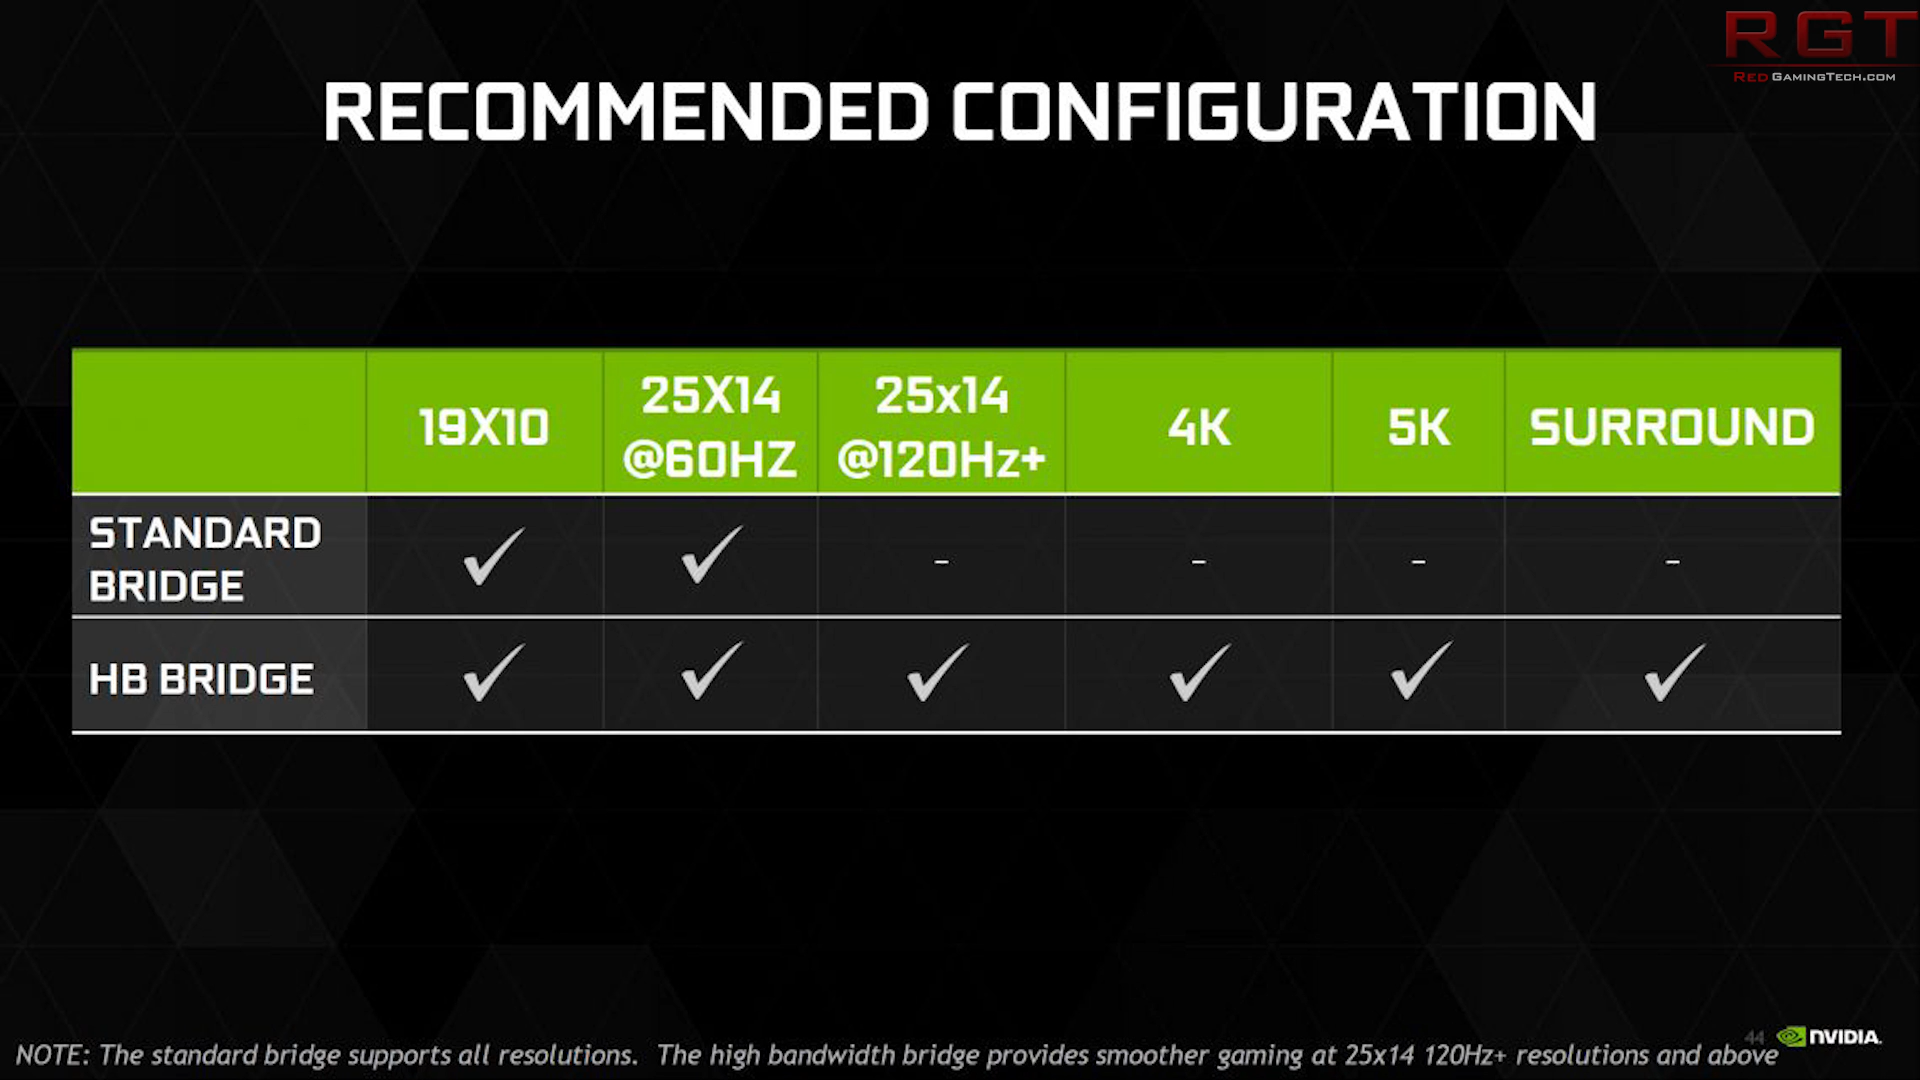 RGT
RED GAMINGTECH.COM
RECOMMENDED CONFIGURATION
19X10
25X14
@60HZ
25x14
@120Hz+
4K
5K
SURROUND
STANDARD
BRIDGE
✓ ✓ - - - -
HB BRIDGE ✓ ✓ ✓ ✓ ✓ ✓
44 NVIDIA.
NOTE: The standard bridge supports all resolutions. The high bandwidth bridge provides smoother gaming at 25x14 120Hz+ resolutions and above